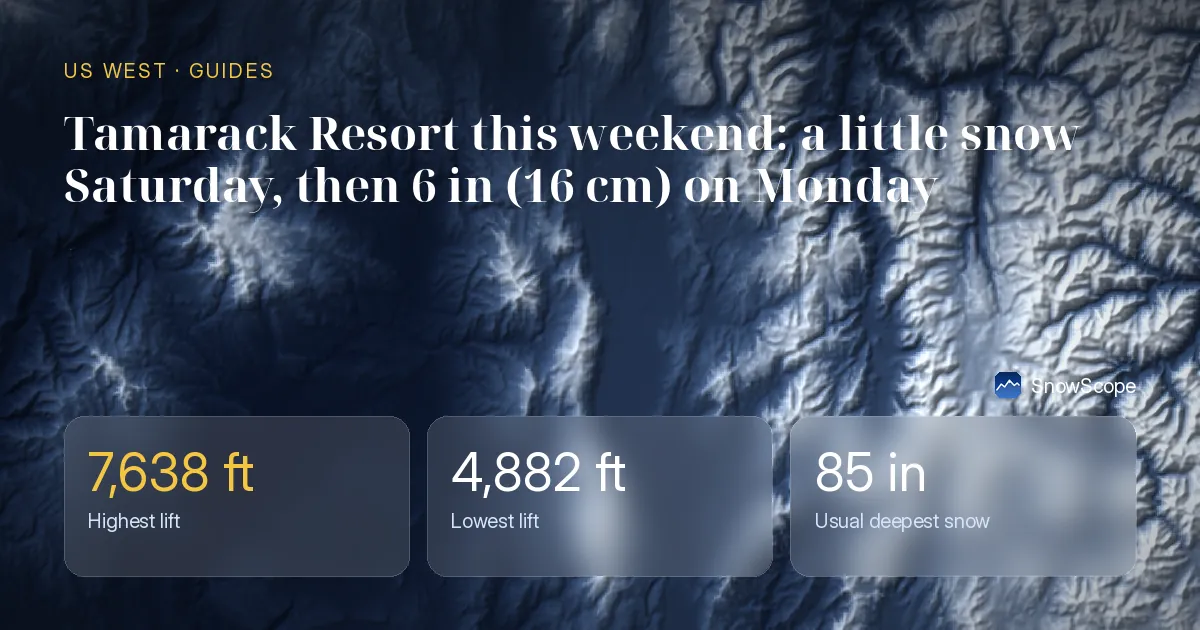 US WEST · GUIDES
Tamarack Resort this weekend: a little snow
Saturday, then 6 in (16 cm) on Monday
SnowScope
7,638 ft
Highest lift
4,882 ft
Lowest lift
85 in
Usual deepest snow